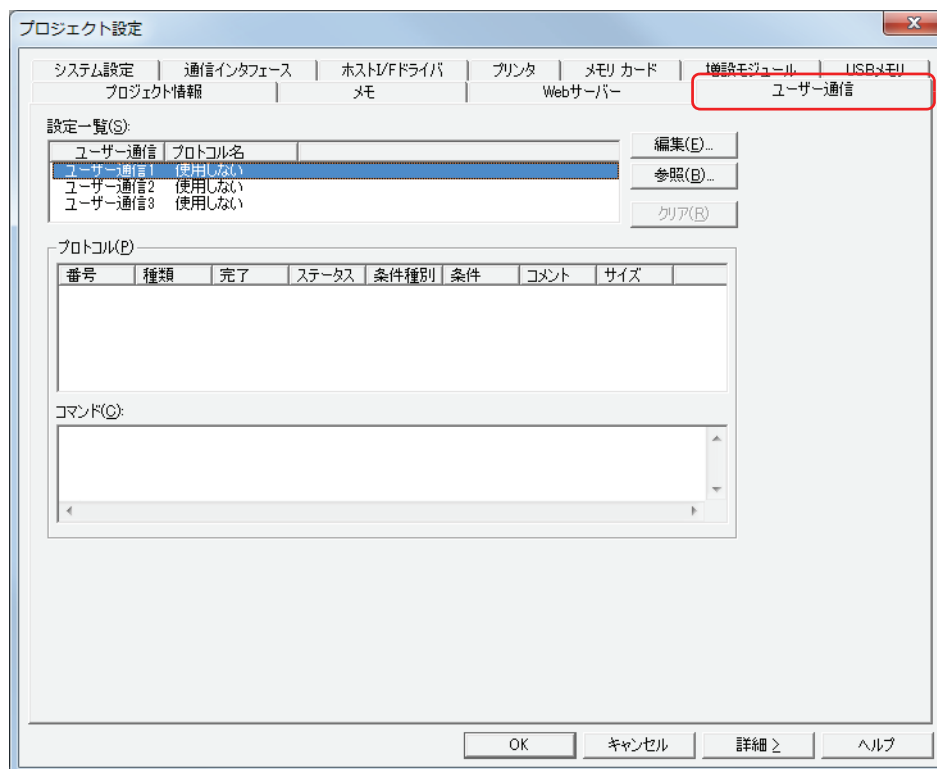 プロジェクト設定
システム設定 通信インタフェース ホストI/Fドライバ プリンタ メモリ カード 増設モジュール USBメモリ
プロジェクト情報 メモ Webサーバー ユーザー通信
設定一覧(S):
ユーザー通信 プロトコル名
ユーザー通信1 使用しない
ユーザー通信2 使用しない
ユーザー通信3 使用しない
編集(E)...
参照(B)...
クリア(R)
プロトコル(P)
番号 種類 完了 ステータス 条件種別 条件 コメント サイズ
コマンド(C):
OK キャンセル 詳細 ≥ ヘルプ